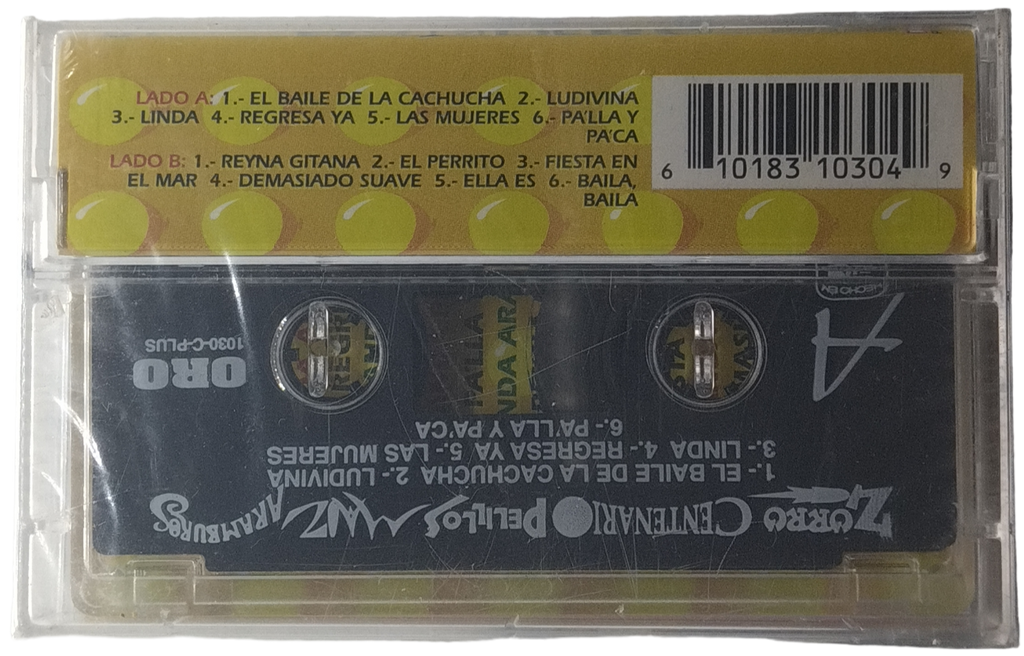 LADO A: 1.- EL BAILE DE LA CACHUCHA 2.- LUDIVINA
3.- LINDA 4.- REGRESA YA 5.- LAS MUJERES 6.- PA'LLA Y
PA'CA
LADO B: 1.- REYNA GITANA 2.- EL PERRITO 3.- FIESTA EN
EL MAR 4.- DEMASIADO SUAVE 5.- ELLA ES 6.- BAILA,
BAILA
6 10183 10304 9
HECHO EN
A
1030-C-PLUS
ORO
6.- PA'LLA Y PA'CA
3.- LINDA 4.- REGRESA YA 5.- LAS MUJERES
1.- EL BAILE DE LA CACHUCHA 2.- LUDIVINA
ZORRO CENTENARIO PELILLOS MANZ ARAMBUROS